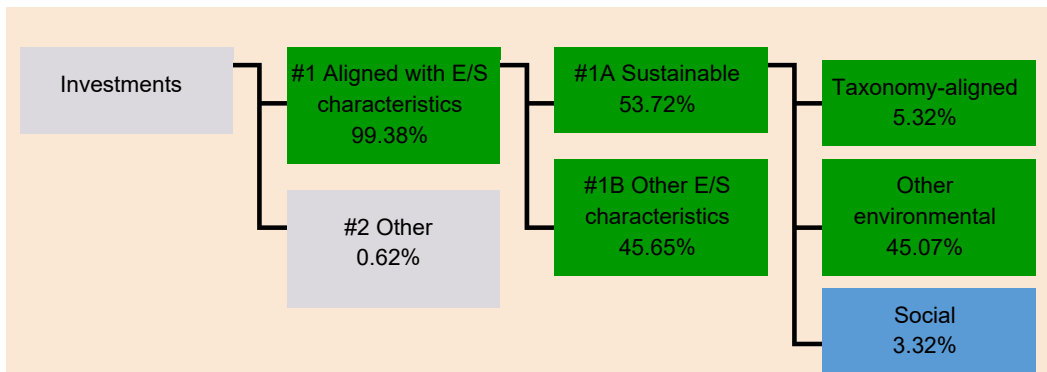 Investments
#1 Aligned with E/S
characteristics
99.38%
#2 Other
0.62%
#1A Sustainable
53.72%
#1B Other E/S
characteristics
45.65%
Taxonomy-aligned
5.32%
Other
environmental
45.07%
Social
3.32%